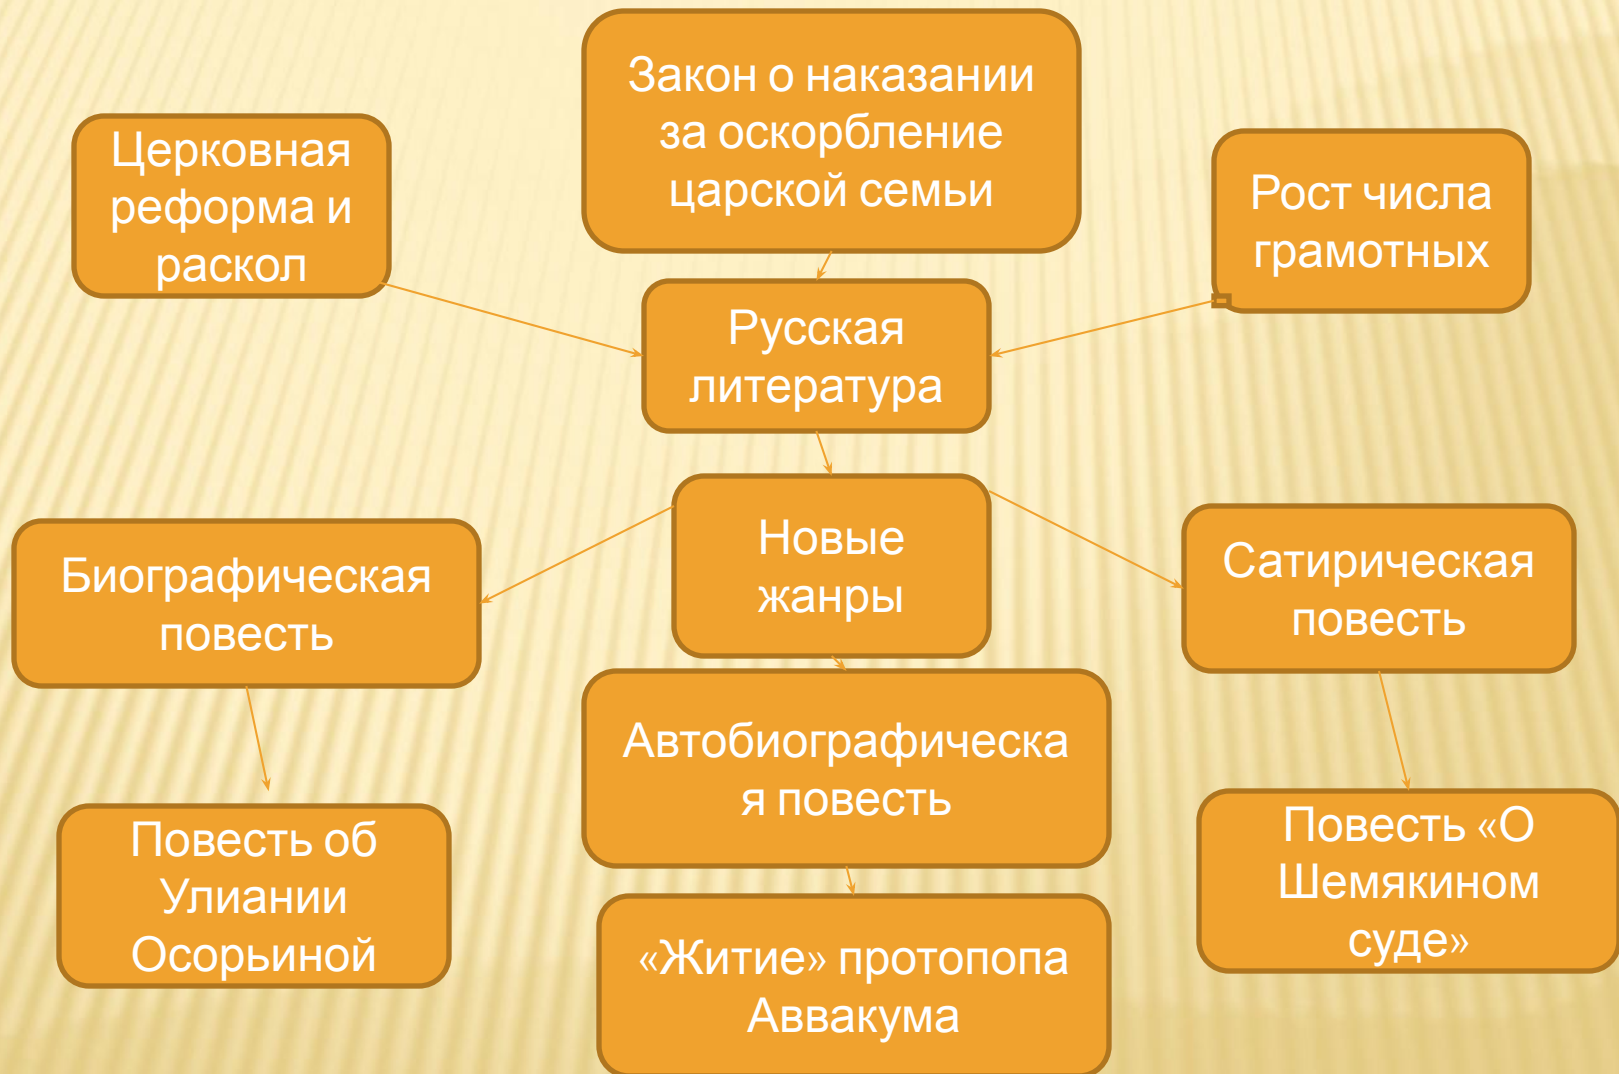 Закон о наказании
за оскорбление
царской семьи
Церковная
реформа и
раскол
Рост числа
грамотных
Русская
литература
Новые
жанры
Биографическая
повесть
Сатирическая
повесть
Автобиографическа
я повесть
Повесть об
Улиании
Осорьиной
«Житие» протопопа
Аввакума
Повесть «О
Шемякином
суде»